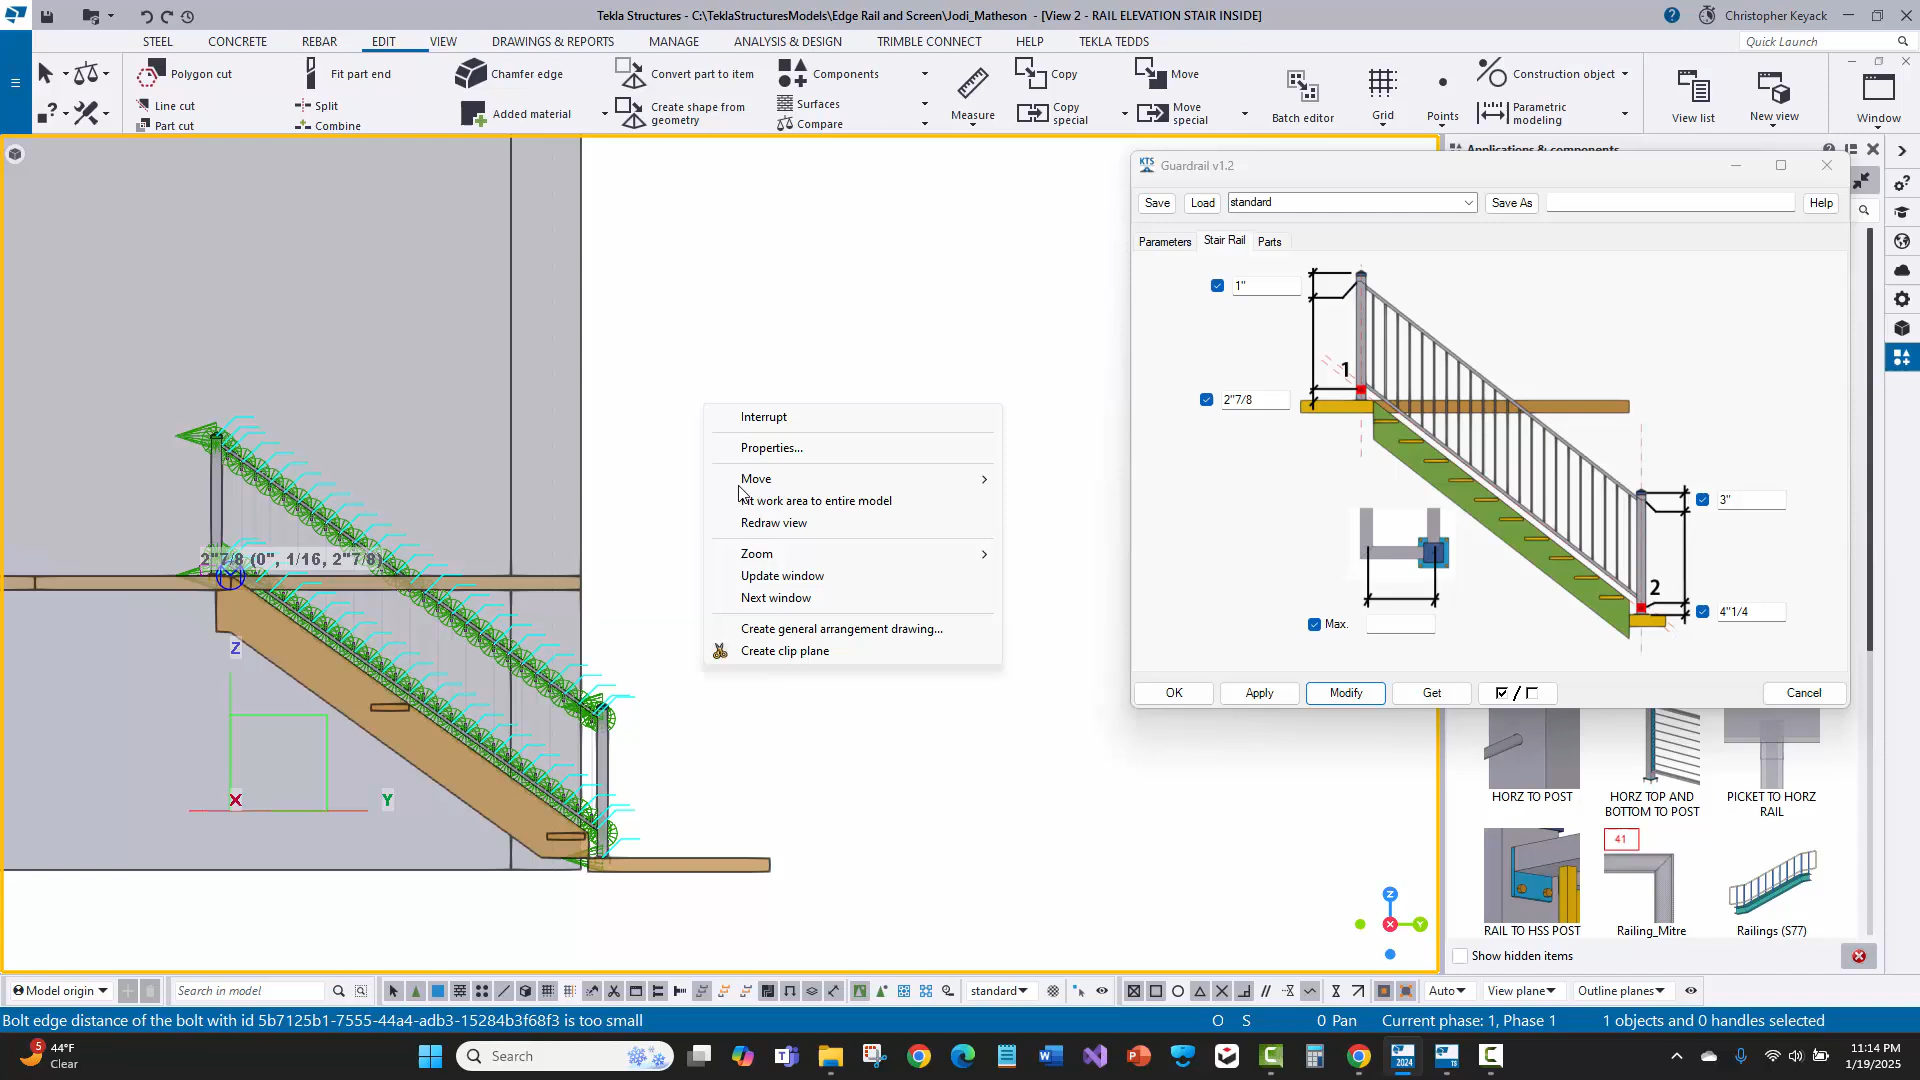 Tekla Structures - C:\TeklaStructuresModels\Edge Rail and Screen\Jodi_Matheson - [View 2 - RAIL ELEVATION STAIR INSIDE]
Christopher Keyack
STEEL CONCRETE REBAR EDIT VIEW DRAWINGS & REPORTS MANAGE ANALYSIS & DESIGN TRIMBLE CONNECT HELP TEKLA TEDDS
Quick Launch
Polygon cut
Line cut
Part cut
Fit part end
Split
Combine
Chamfer edge
Added material
Convert part to item
Create shape from geometry
Components
Surfaces
Compare
Measure
Copy
Copy special
Move
Move special
Batch editor
Grid
Points
Construction object
Parametric modeling
View list
New view
Window
Applications & components
KTS
Guardrail v1.2
Save
Load
standard
Save As
Help
Parameters
Stair Rail
Parts
1"
2"7/8
1
3"
2
4"1/4
Max.
OK
Apply
Modify
Get
/
Cancel
Interrupt
Properties...
Move
Fit work area to entire model
Redraw view
Zoom
Update window
Next window
Create general arrangement drawing...
Create clip plane
2"7/8 (0", 1/16, 2"7/8)
Z
X
Y
Z
X
Y
HORZ TO POST
HORZ TOP AND BOTTOM TO POST
PICKET TO HORZ RAIL
41
RAIL TO HSS POST
Railing_Mitre
Railings (S77)
Show hidden items
Model origin
Search in model
standard
Auto
View plane
Outline planes
Bolt edge distance of the bolt with id 5b7125b1-7555-44a4-adb3-15284b3f68f3 is too small
O S 0 Pan Current phase: 1, Phase 1 1 objects and 0 handles selected
5
44°F
Clear
Search
2024
11:14 PM
1/19/2025